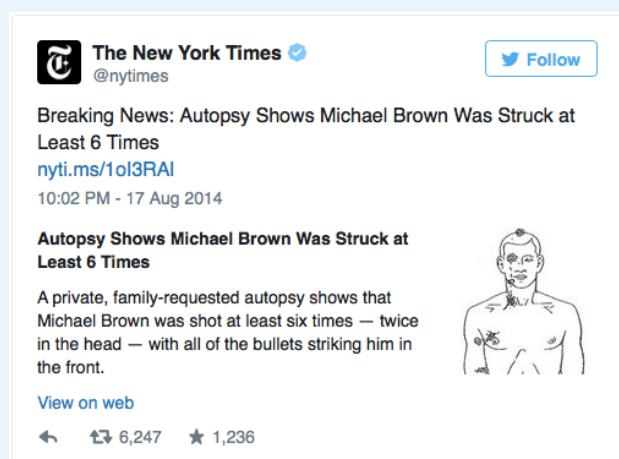 The New York Times
@nytimes
Follow
Breaking News: Autopsy Shows Michael Brown Was Struck at
Least 6 Times
nyti.ms/1ol3RAl
10:02 PM - 17 Aug 2014
Autopsy Shows Michael Brown Was Struck at
Least 6 Times
A private, family-requested autopsy shows that
Michael Brown was shot at least six times — twice
in the head — with all of the bullets striking him in
the front.
View on web
6,247 1,236